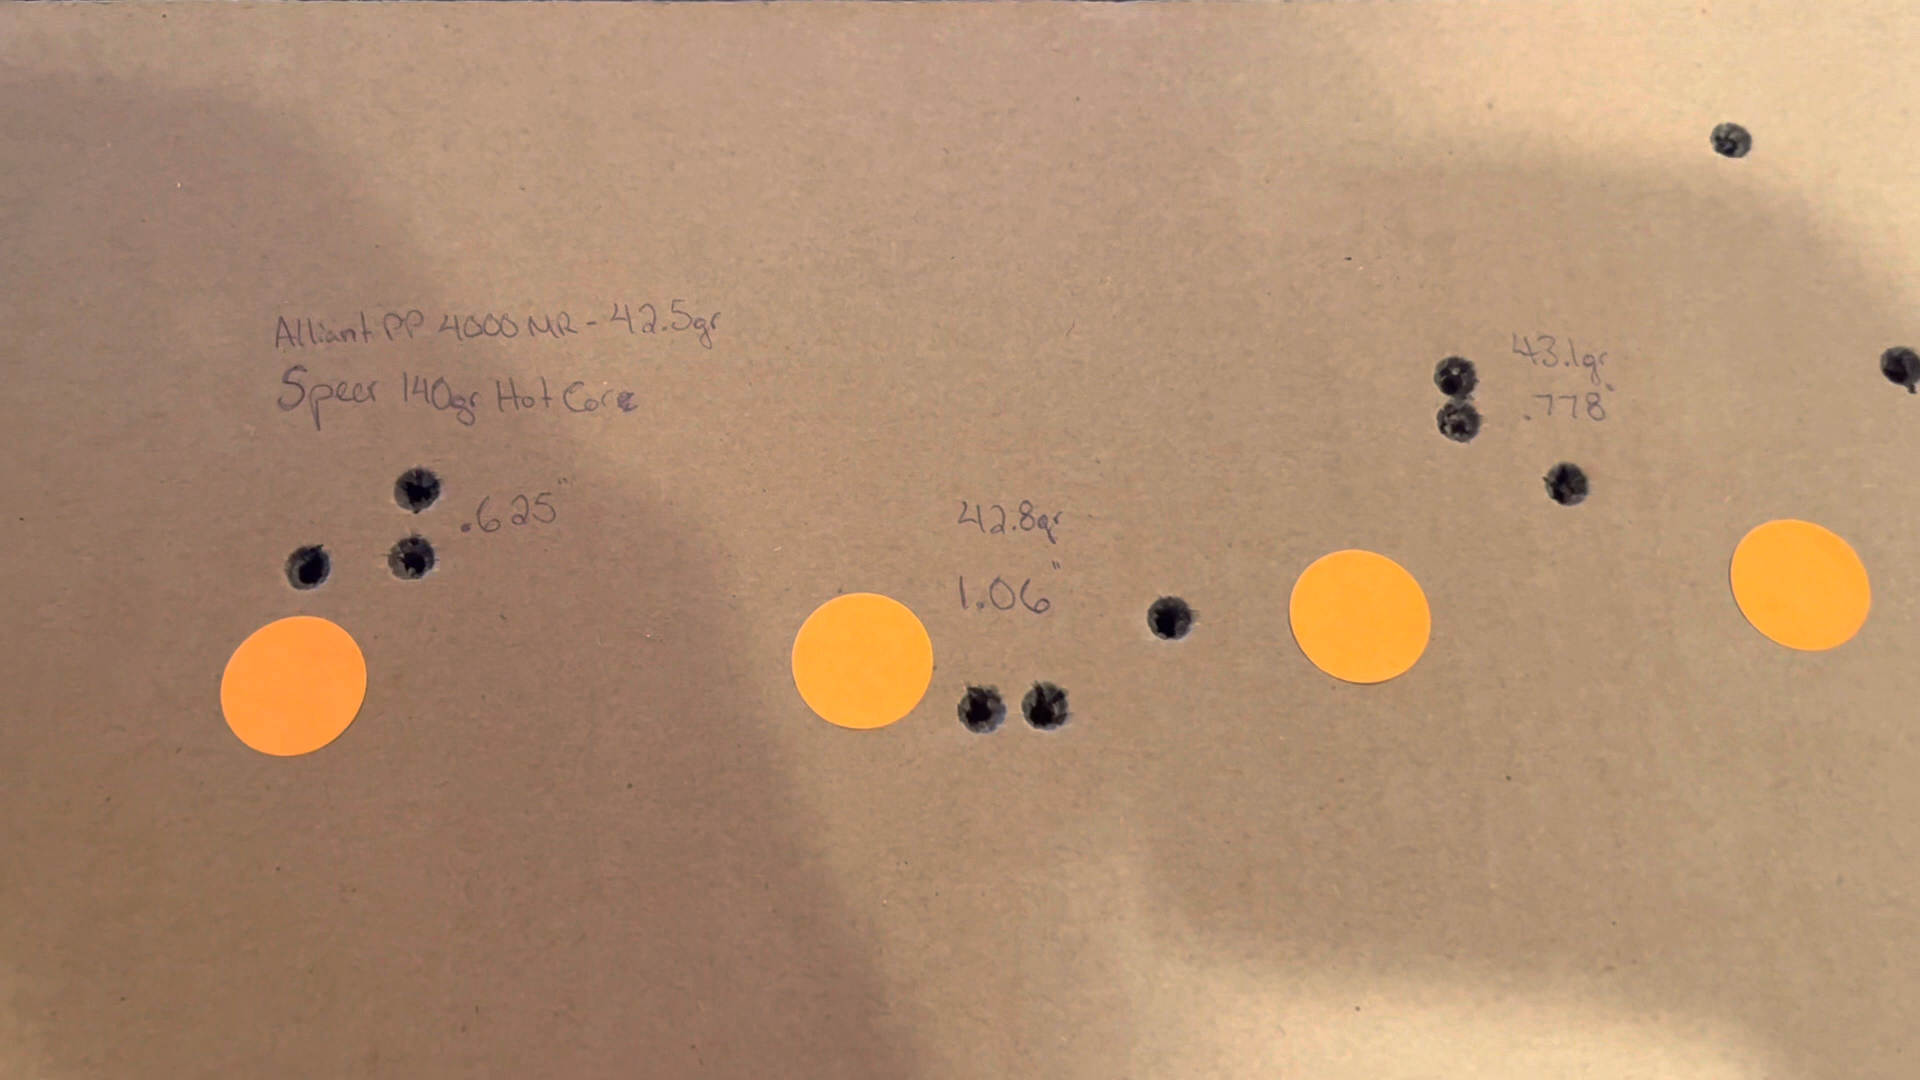 Alliant PP 4000 MR - 42.5gr
Speer 140gr Hot Core
.625"
42.8gr
1.06"
43.1gr
.778"